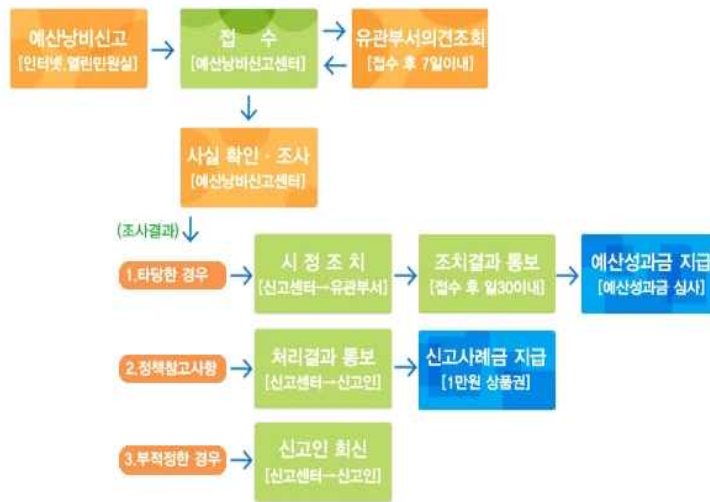 예산낭비신고
[인터넷,열린민원실]
접 수
[예산낭비신고센터]
유관부서의견조회
[접수 후 7일이내]
사실 확인 · 조사
[예산낭비신고센터]
(조사결과)
1.타당한 경우
시 정 조 치
[신고센터→유관부서]
조치결과 통보
[접수 후 일30이내]
예산성과금 지급
[예산성과금 심사]
2.정책참고사항
처리결과 통보
[신고센터→신고인]
신고사례금 지급
[1만원 상품권]
3.부적정한 경우
신고인 회신
[신고센터→신고인]